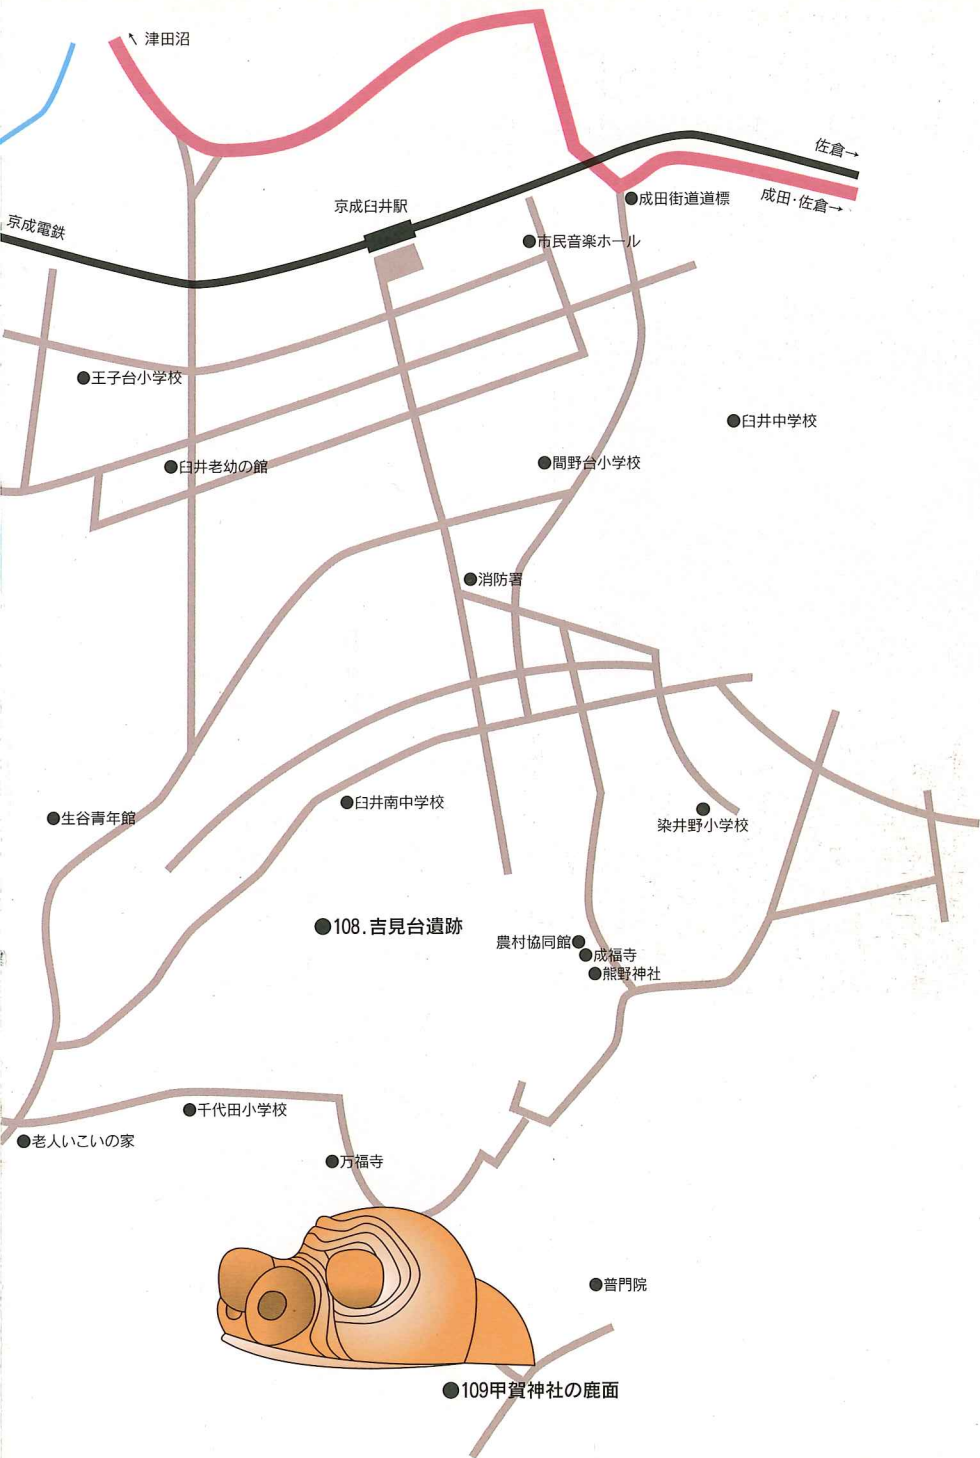 ↖ 津田沼
佐倉→
成田・佐倉→
●成田街道道標
京成臼井駅
京成電鉄
●市民音楽ホール
●王子台小学校
●臼井中学校
●臼井老幼の館
●間野台小学校
●消防署
●臼井南中学校
●生谷青年館
染井野小学校
●108.吉見台遺跡
農村協同館●
●成福寺
●熊野神社
●千代田小学校
●老人いこいの家
●万福寺
●普門院
●109甲賀神社の鹿面